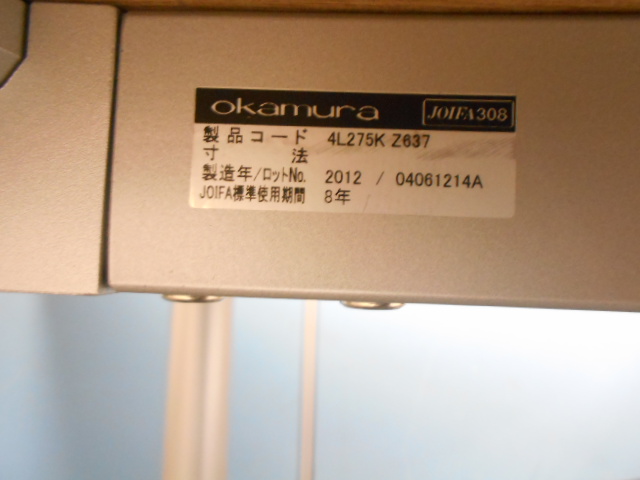 okamura JOIFA308
製品コード 4L275K Z637
寸法
製造年/ロットNo. 2012 / 04061214A
JOIFA標準使用期間 8年